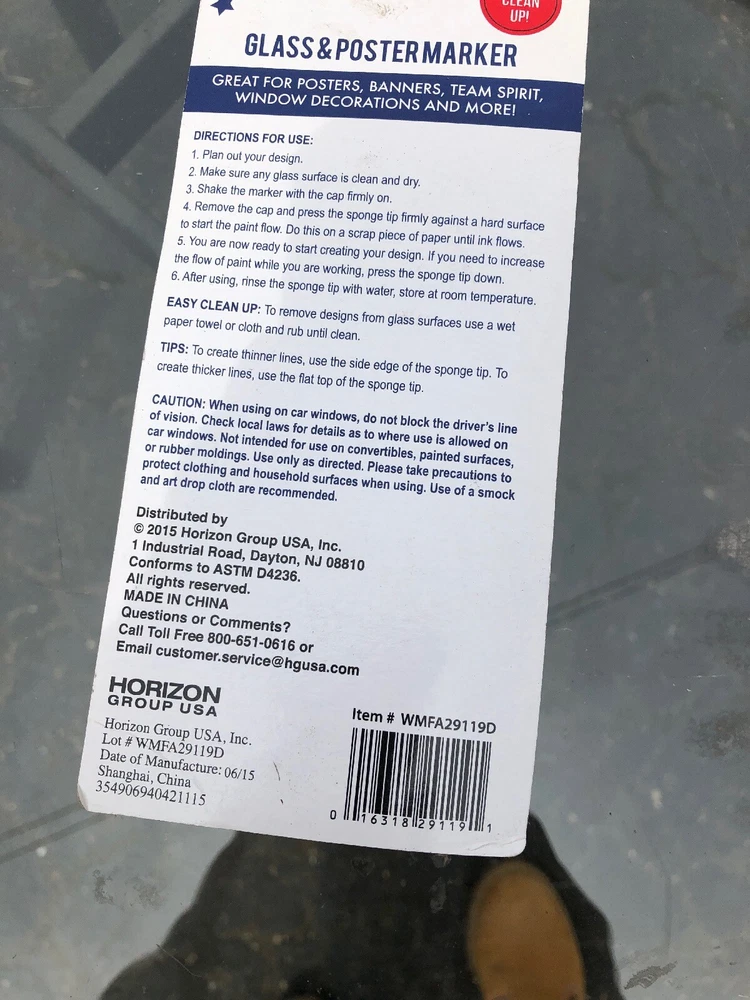 CLEAN
UP!
GLASS & POSTER MARKER
GREAT FOR POSTERS, BANNERS, TEAM SPIRIT,
WINDOW DECORATIONS AND MORE!
DIRECTIONS FOR USE:
1. Plan out your design.
2. Make sure any glass surface is clean and dry.
3. Shake the marker with the cap firmly on.
4. Remove the cap and press the sponge tip firmly against a hard surface
to start the paint flow. Do this on a scrap piece of paper until ink flows.
5. You are now ready to start creating your design. If you need to increase
the flow of paint while you are working, press the sponge tip down.
6. After using, rinse the sponge tip with water, store at room temperature.
EASY CLEAN UP: To remove designs from glass surfaces use a wet
paper towel or cloth and rub until clean.
TIPS: To create thinner lines, use the side edge of the sponge tip. To
create thicker lines, use the flat top of the sponge tip.
CAUTION: When using on car windows, do not block the driver's line
of vision. Check local laws for details as to where use is allowed on
car windows. Not intended for use on convertibles, painted surfaces,
or rubber moldings. Use only as directed. Please take precautions to
protect clothing and household surfaces when using. Use of a smock
and art drop cloth are recommended.
Distributed by
© 2015 Horizon Group USA, Inc.
1 Industrial Road, Dayton, NJ 08810
Conforms to ASTM D4236.
All rights reserved.
MADE IN CHINA
Questions or Comments?
Call Toll Free 800-651-0616 or
Email customer.service@hgusa.com
HORIZON
GROUP USA
Horizon Group USA, Inc.
Lot # WMFA29119D
Date of Manufacture: 06/15
Shanghai, China
354906940421115
Item # WMFA29119D
0 16318 29119 1